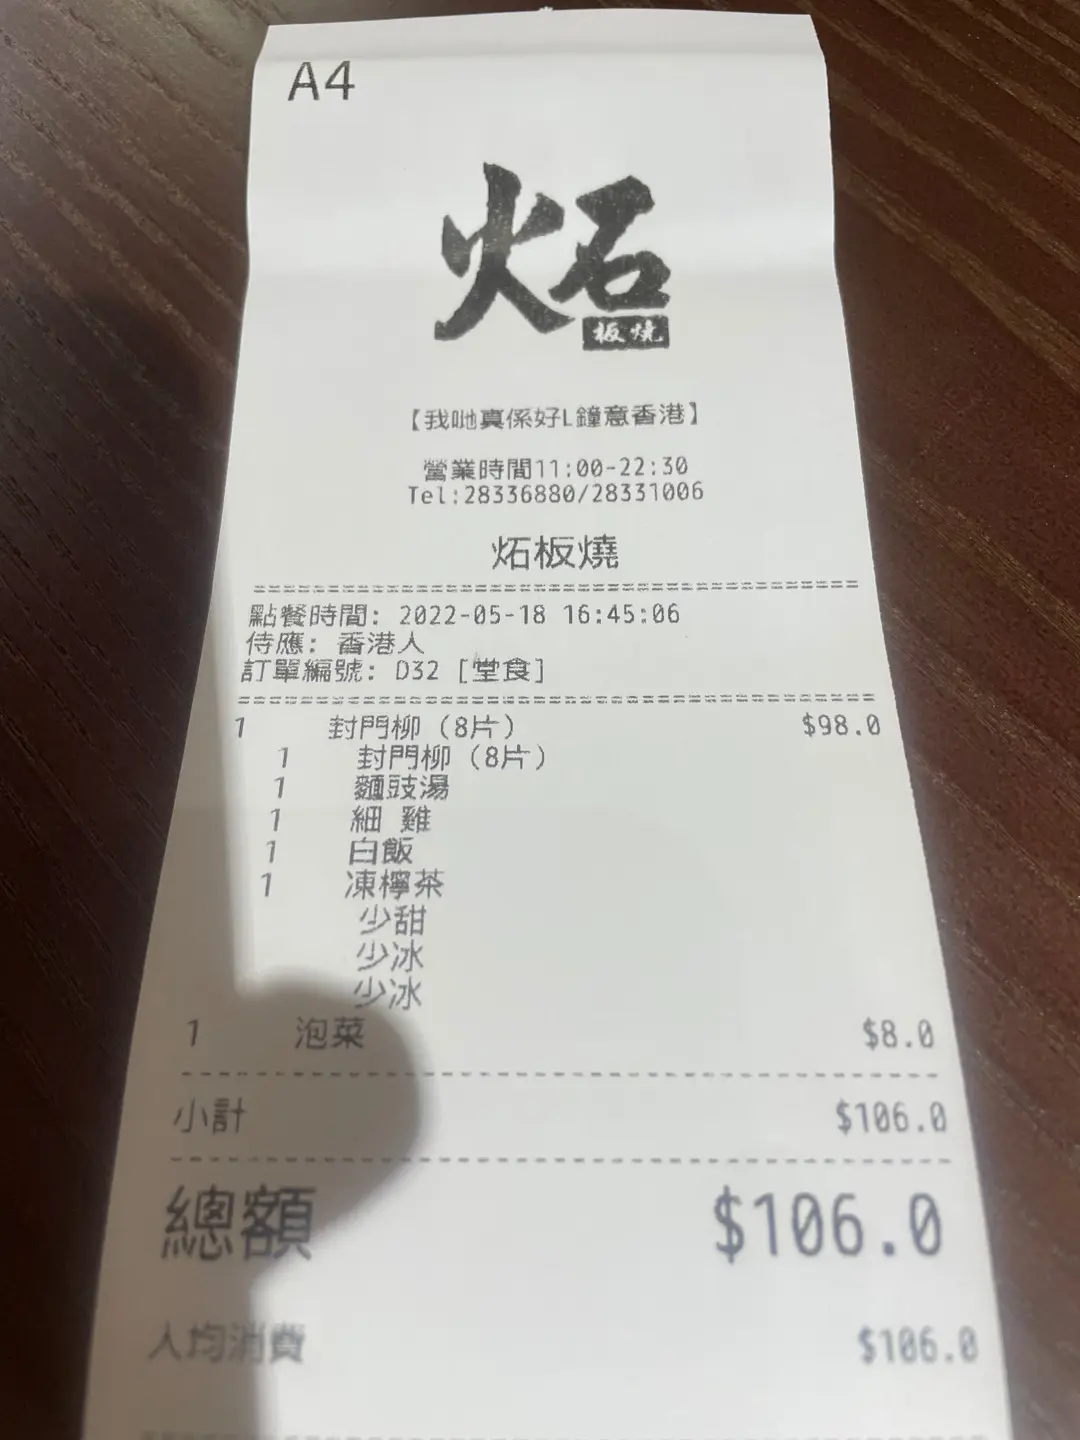 A4
炻
板燒
【我哋真係好L鐘意香港】
營業時間11:00-22:30
Tel:28336880/28331006
炻板燒
點餐時間: 2022-05-18 16:45:06
侍應: 香港人
訂單編號: D32 [堂食]
1 封門柳 (8片) $98.0
1 封門柳 (8片)
1 麵豉湯
1 細 雞
1 白飯
1 凍檸茶
少甜
少冰
少冰
1 泡菜 $8.0
小計 $106.0
總額 $106.0
人均消費 $106.0